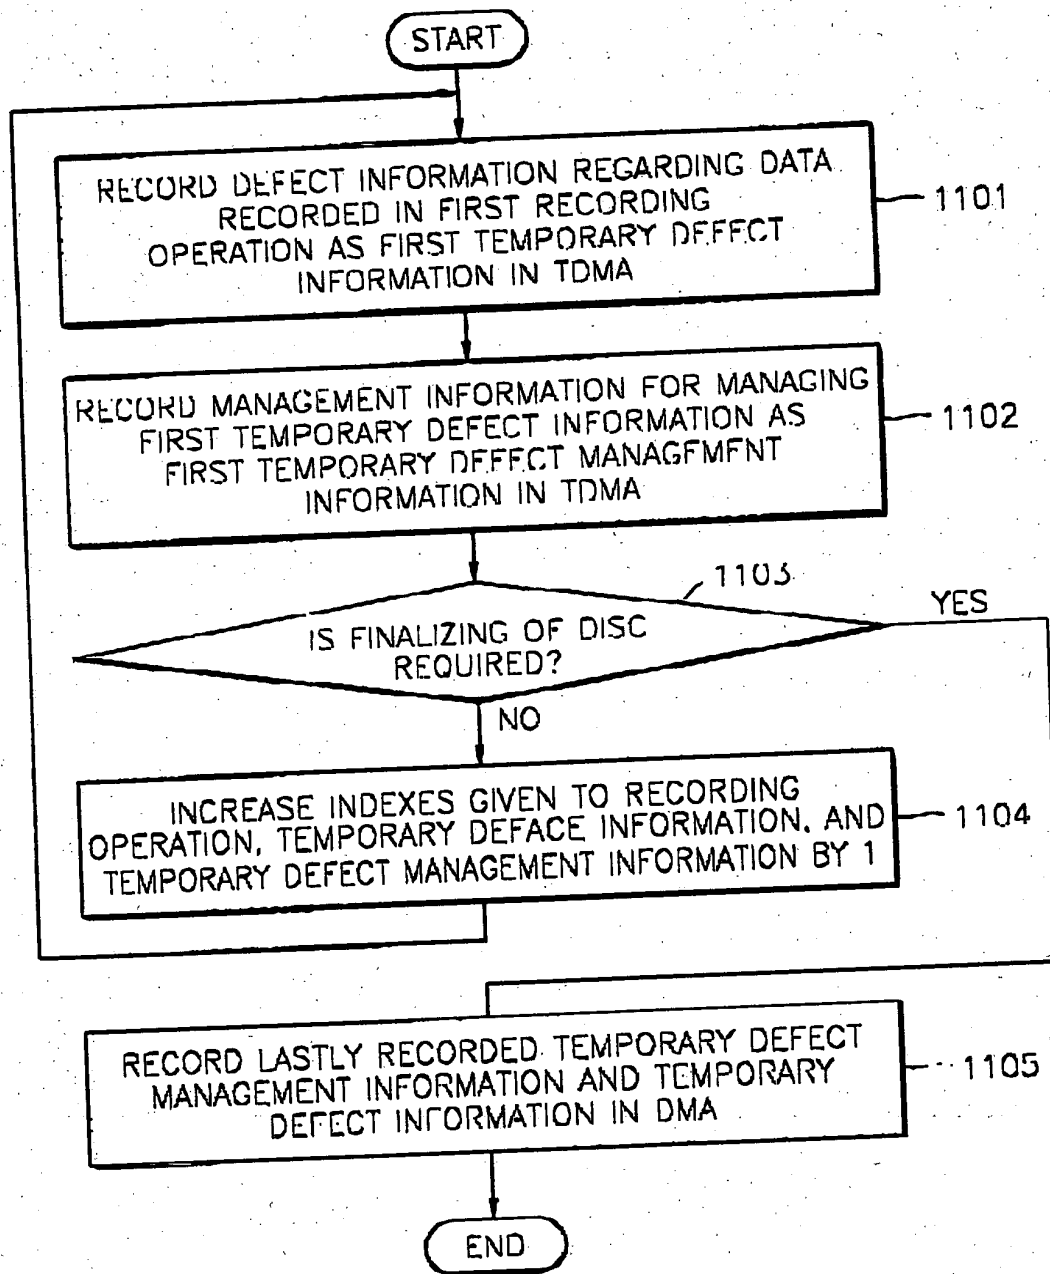 START
RECORD DEFECT INFORMATION REGARDING DATA
RECORDED IN FIRST RECORDING
OPERATION AS FIRST TEMPORARY DEFECT
INFORMATION IN TDMA
1101
RECORD MANAGEMENT INFORMATION FOR MANAGING
FIRST TEMPORARY DEFECT INFORMATION AS
FIRST TEMPORARY DEFECT MANAGEMENT
INFORMATION IN TDMA
1102
1103
IS FINALIZING OF DISC
REQUIRED?
YES
NO
INCREASE INDEXES GIVEN TO RECORDING
OPERATION, TEMPORARY DEFACE INFORMATION, AND
TEMPORARY DEFECT MANAGEMENT INFORMATION BY 1
1104
RECORD LASTLY RECORDED TEMPORARY DEFECT
MANAGEMENT INFORMATION AND TEMPORARY
DEFECT INFORMATION IN DMA
1105
END